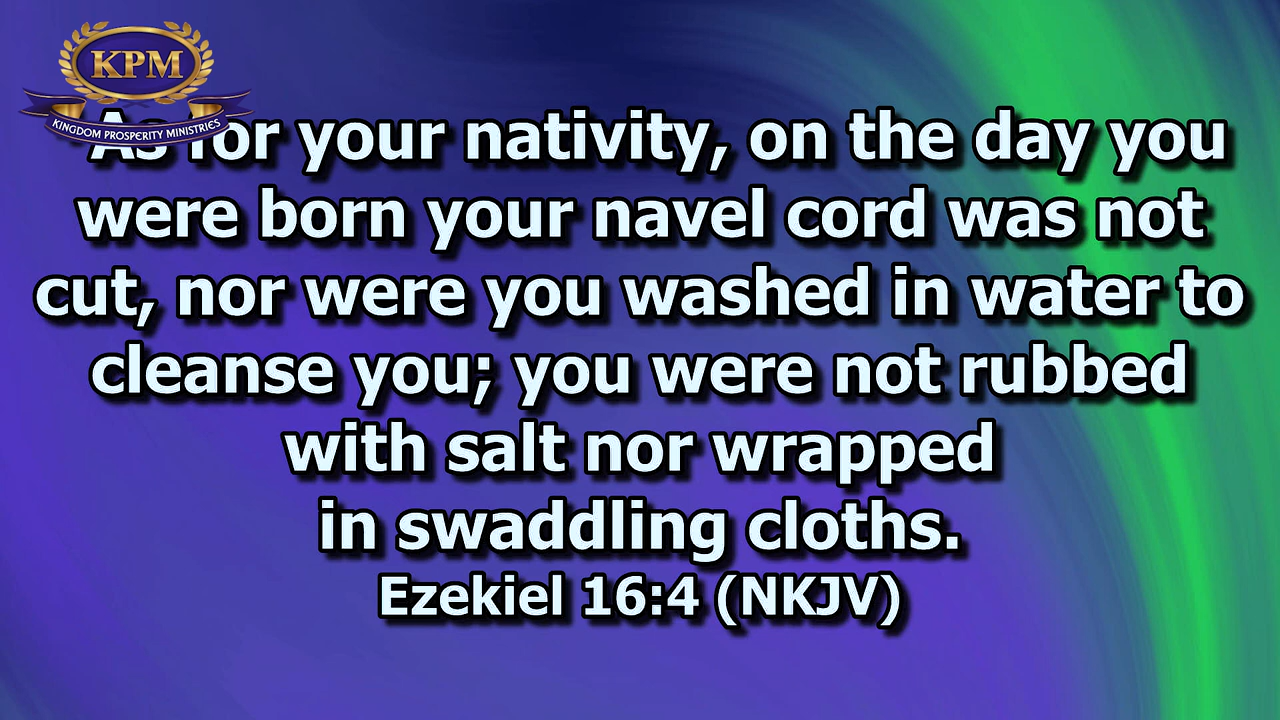 KPM
KINGDOM PROSPERITY MINISTRIES
As for your nativity, on the day you
were born your navel cord was not
cut, nor were you washed in water to
cleanse you; you were not rubbed
with salt nor wrapped
in swaddling cloths.
Ezekiel 16:4 (NKJV)